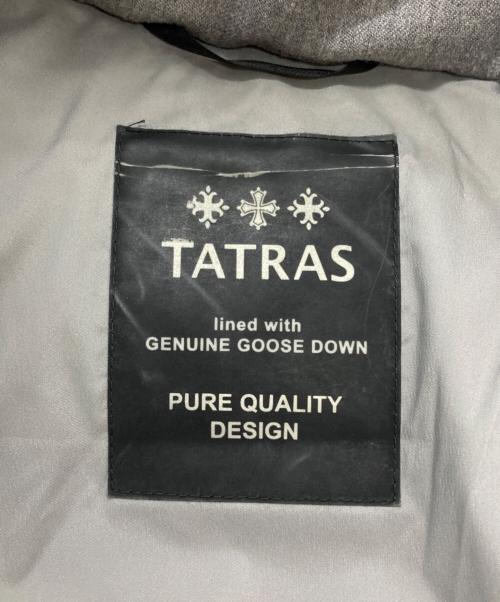 TATRAS
lined with
GENUINE GOOSE DOWN
PURE QUALITY
DESIGN